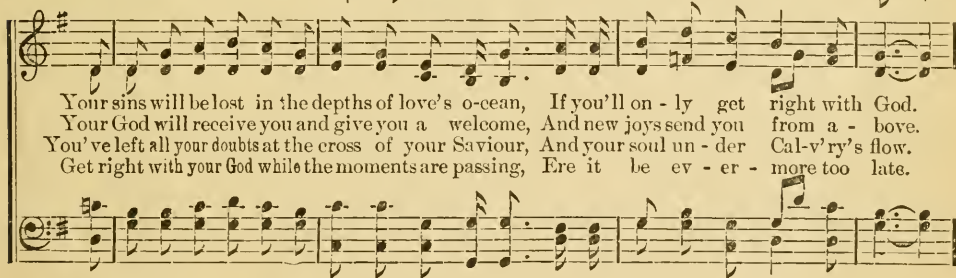 Your sins will be lost in the depths of love's o-cean, If you'll on - ly get right with God.
Your God will receive you and give you a welcome, And new joys send you from a - bove.
You've left all your doubts at the cross of your Saviour, And your soul un - der Cal-v'ry's flow.
Get right with your God while the moments are passing, Ere it be ev - er - more too late.